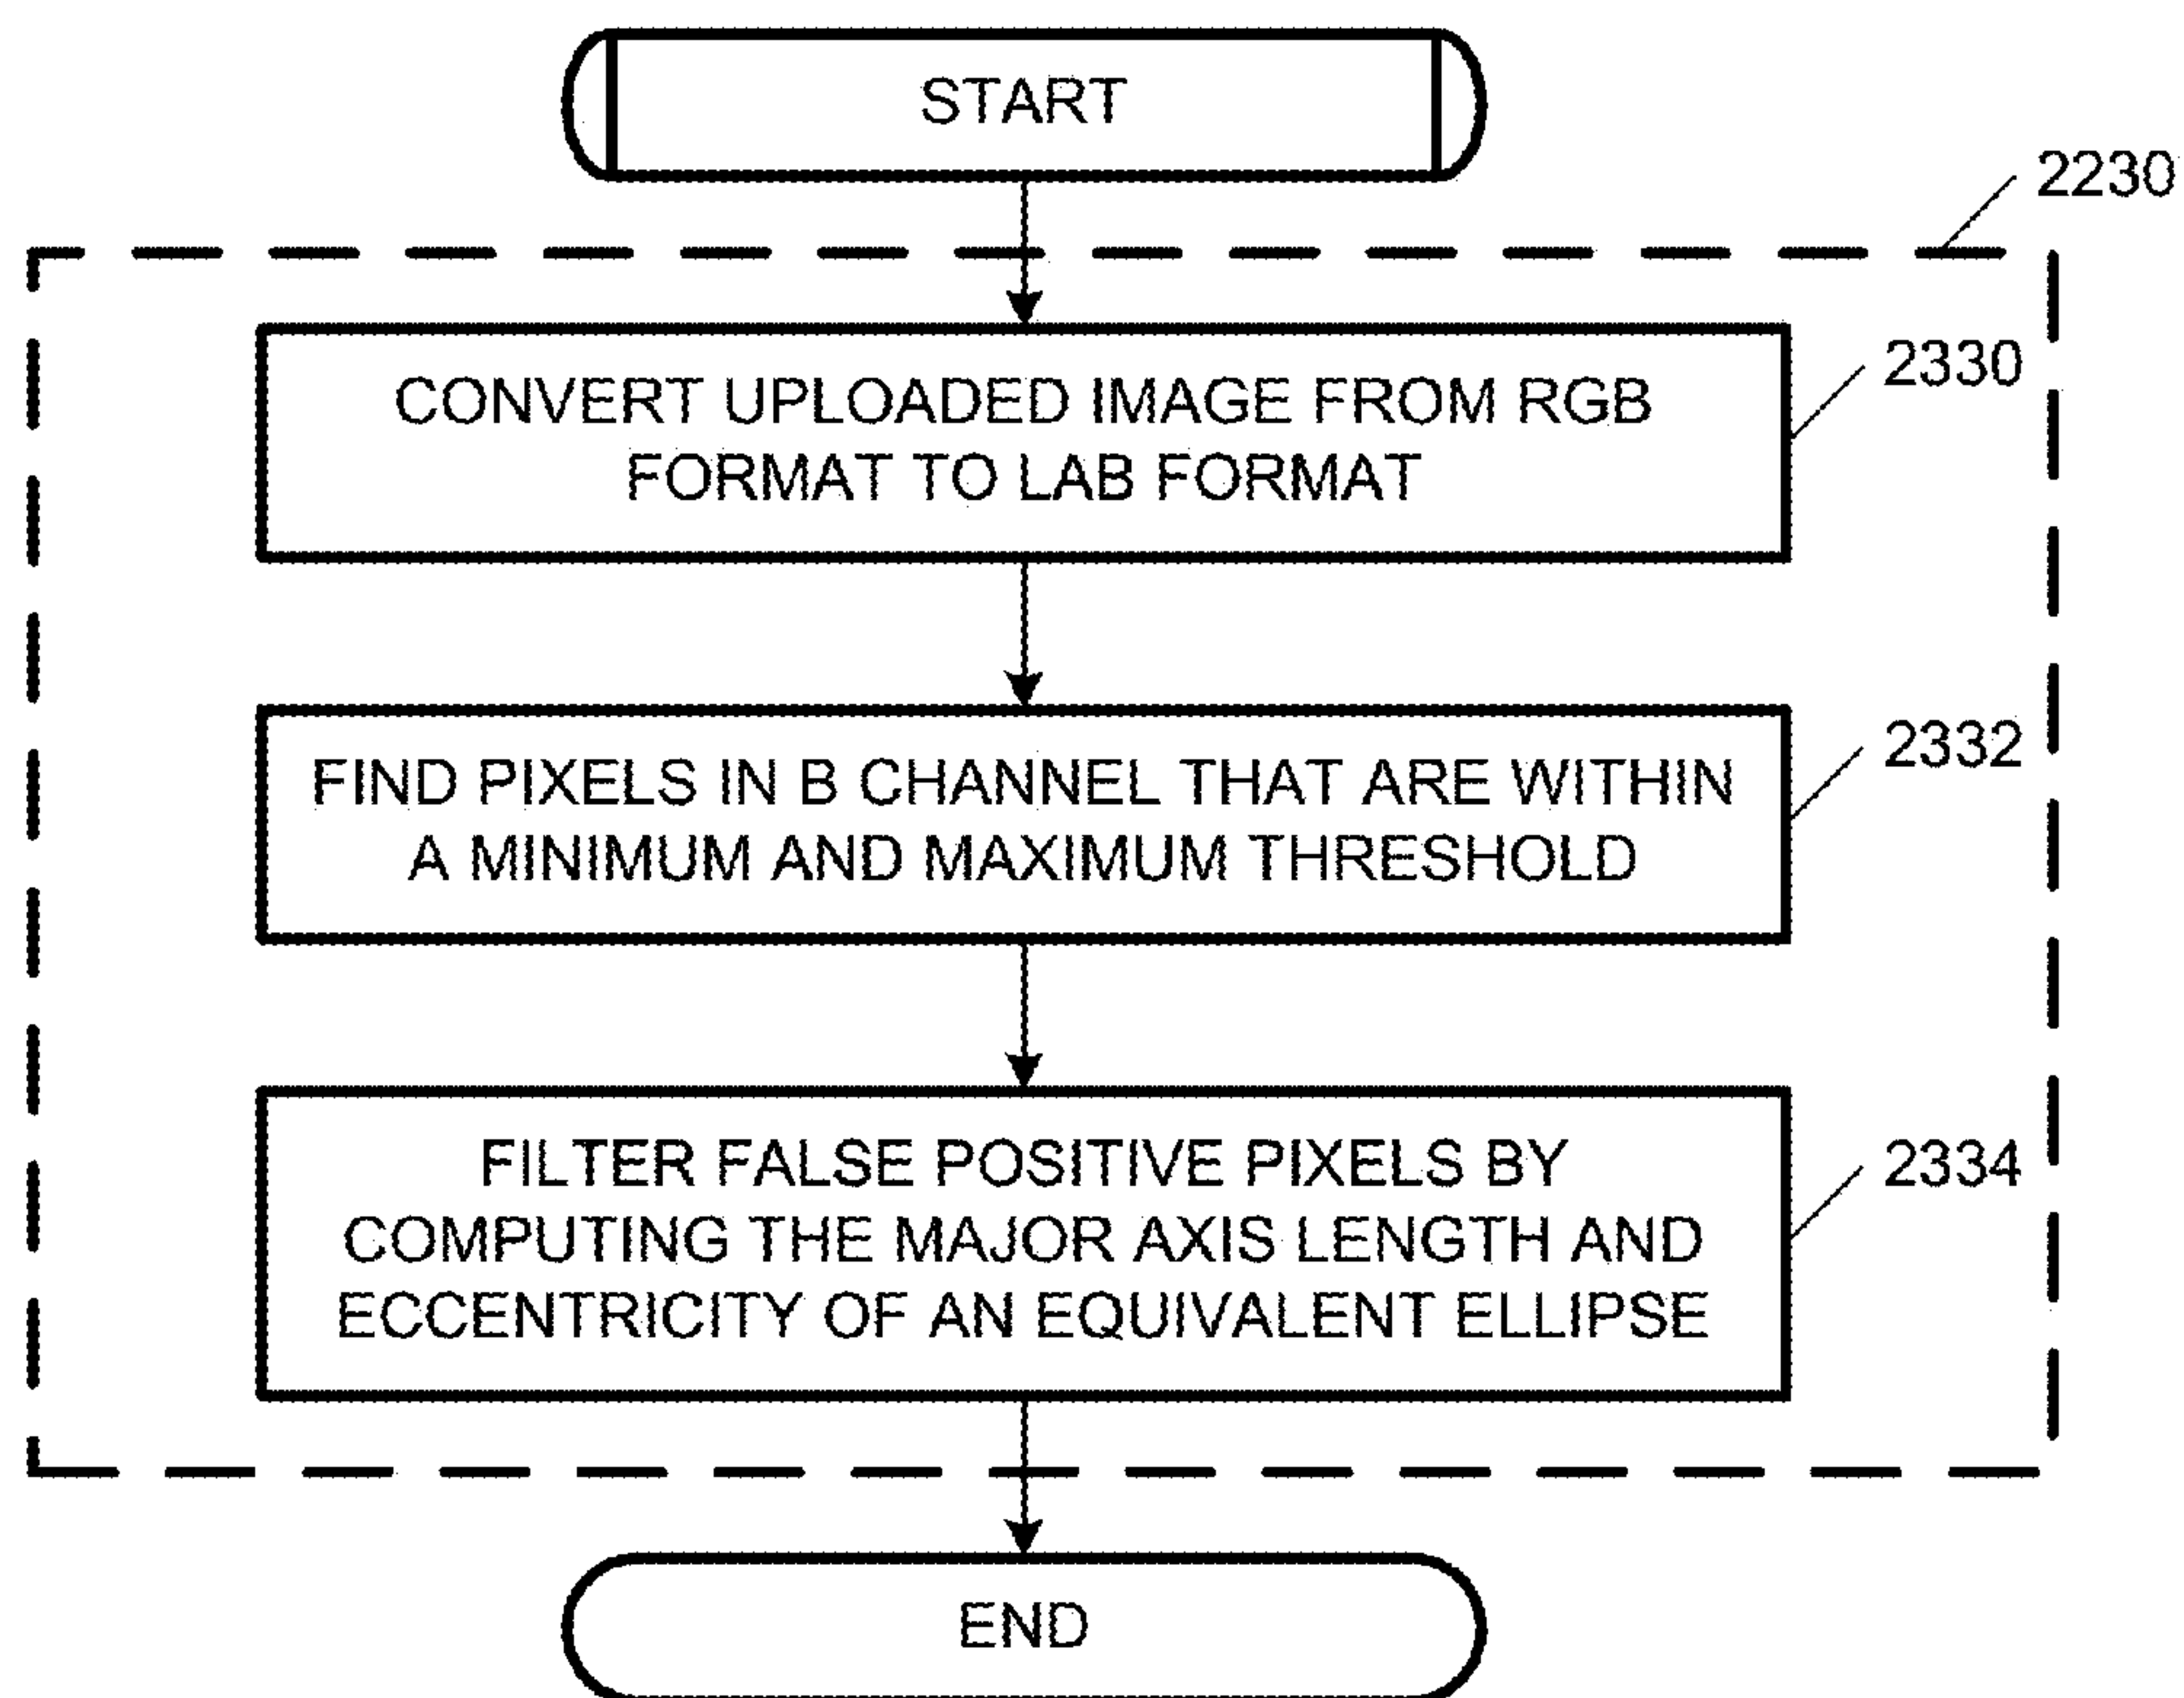 START
2230
CONVERT UPLOADED IMAGE FROM RGB
FORMAT TO LAB FORMAT
2330
FIND PIXELS IN B CHANNEL THAT ARE WITHIN
A MINIMUM AND MAXIMUM THRESHOLD
2332
FILTER FALSE POSITIVE PIXELS BY
COMPUTING THE MAJOR AXIS LENGTH AND
ECCENTRICITY OF AN EQUIVALENT ELLIPSE
2334
END